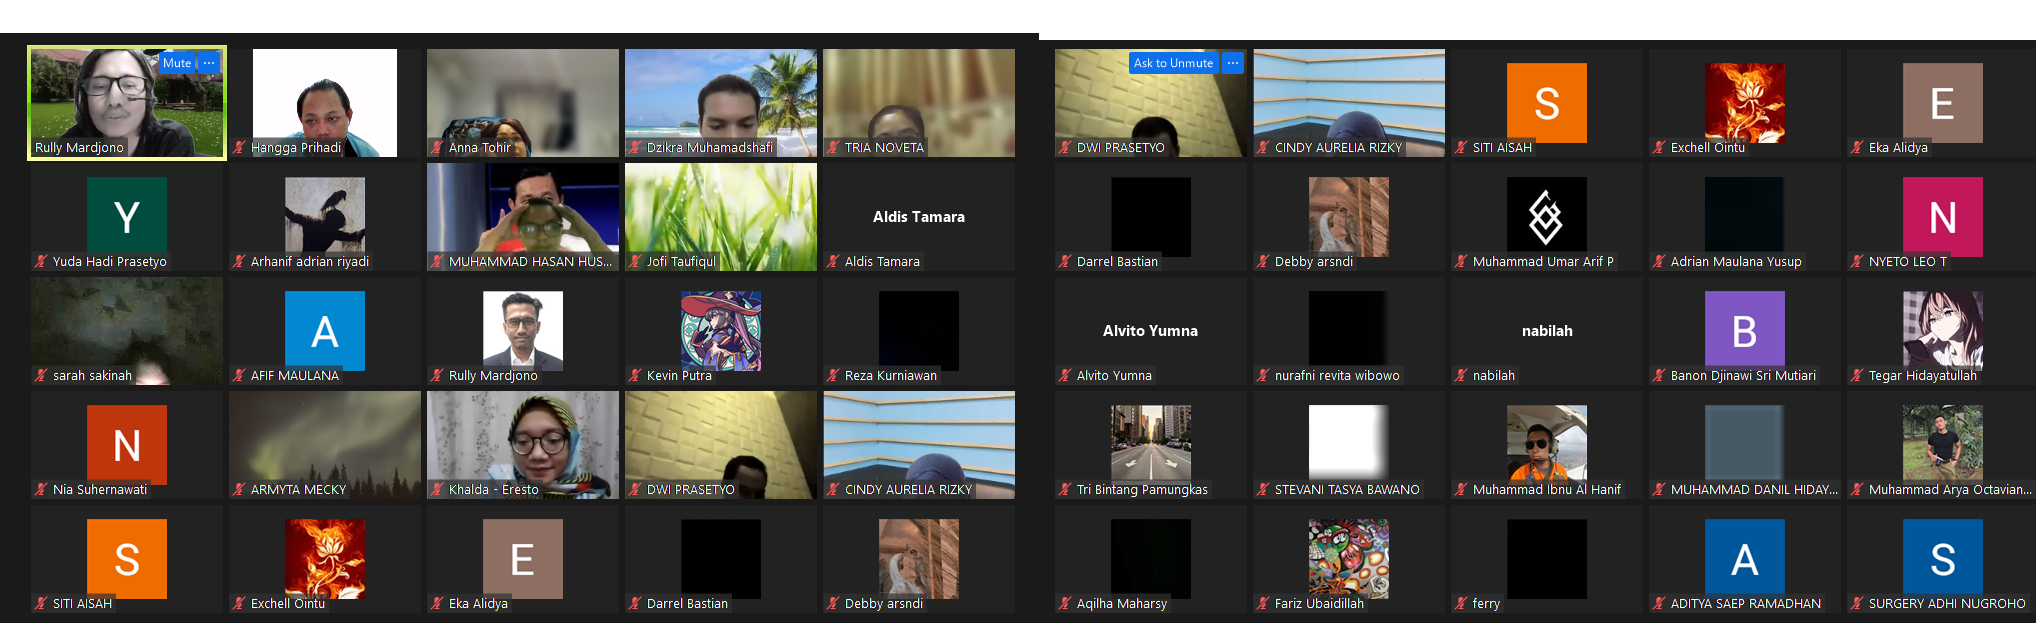 Mute ...
Rully Mardjono
Hangga Prihadi
Anna Tohir
Dzikra Muhamadshafi
TRIA NOVETA
Y
Yuda Hadi Prasetyo
Arhanif adrian riyadi
MUHAMMAD HASAN HUS...
Jofi Taufiqul
Aldis Tamara
Aldis Tamara
sarah sakinah
A
AFIF MAULANA
Rully Mardjono
Kevin Putra
Reza Kurniawan
N
Nia Suhernawati
ARMYTA MECKY
Khalda - Eresto
DWI PRASETYO
CINDY AURELIA RIZKY
S
SITI AISAH
Exchell Ointu
E
Eka Alidya
Darrel Bastian
Debby arsndi
Ask to Unmute ...
DWI PRASETYO
CINDY AURELIA RIZKY
S
SITI AISAH
Exchell Ointu
E
Eka Alidya
Darrel Bastian
Debby arsndi
Muhammad Umar Arif P
Adrian Maulana Yusup
N
NYETO LEO T
Alvito Yumna
Alvito Yumna
nurafni revita wibowo
nabilah
nabilah
B
Banon Djinawi Sri Mutiari
Tegar Hidayatullah
Tri Bintang Pamungkas
STEVANI TASYA BAWANO
Muhammad Ibnu Al Hanif
MUHAMMAD DANIL HIDAY...
Muhammad Arya Octavian...
Aqilha Maharsy
Fariz Ubaidillah
ferry
A
ADITYA SAEP RAMADHAN
S
SURGERY ADHI NUGROHO